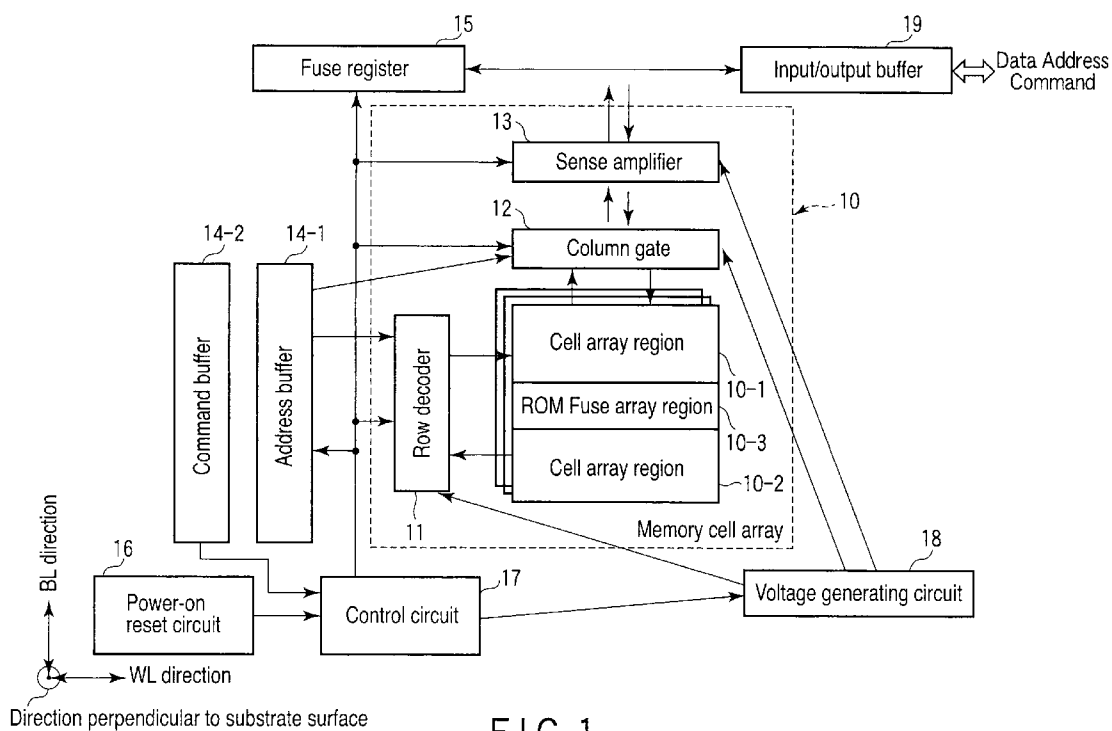 15
Fuse register
19
Input/output buffer
Data Address
Command
13
Sense amplifier
10
12
Column gate
14-2
14-1
Command buffer
Address buffer
Row decoder
11
Cell array region
10-1
ROM Fuse array region
10-3
Cell array region
10-2
Memory cell array
16
Power-on
reset circuit
17
Control circuit
18
Voltage generating circuit
BL direction
WL direction
Direction perpendicular to substrate surface
FIG. 1